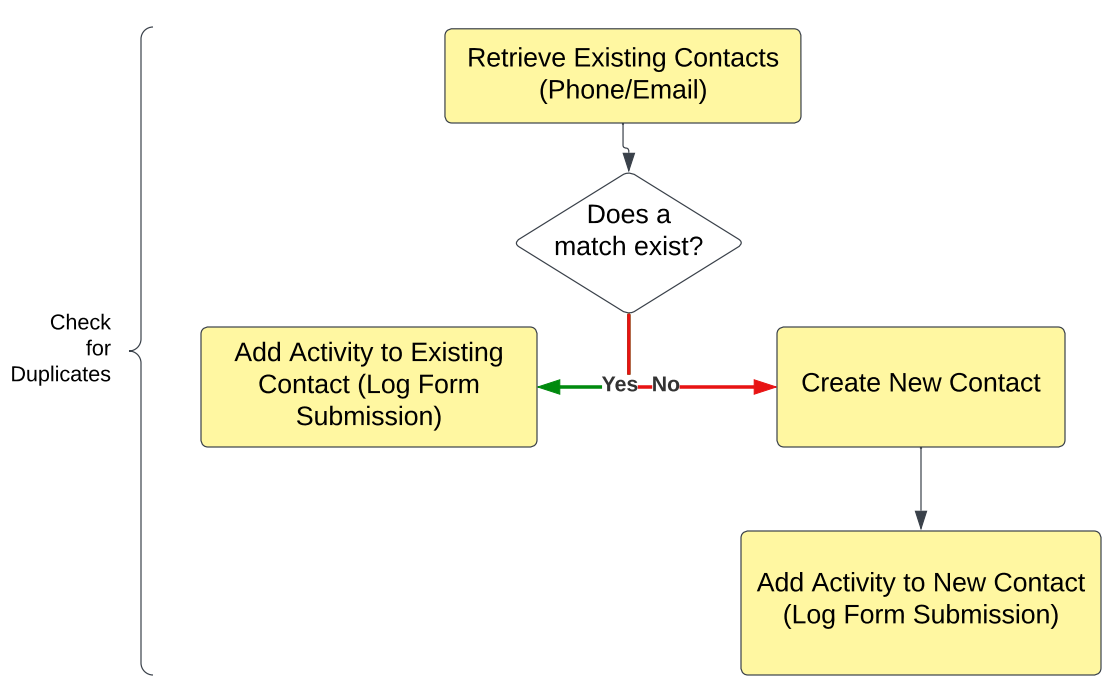 Retrieve Existing Contacts
(Phone/Email)
Does a
match exist?
Check
for
Duplicates
Add Activity to Existing
Contact (Log Form
Submission)
Yes
No
Create New Contact
Add Activity to New Contact
(Log Form Submission)